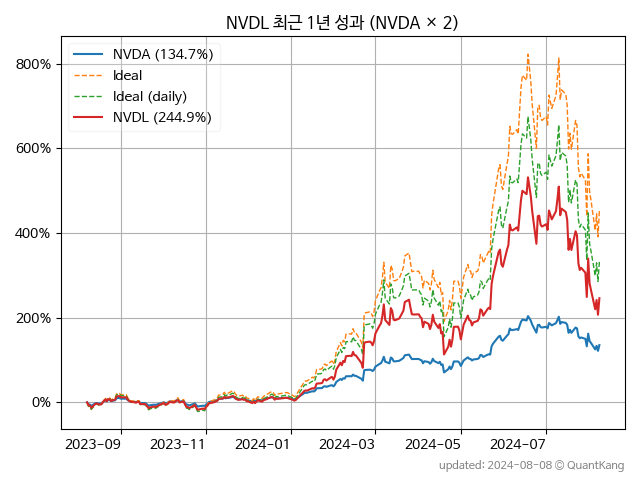 NVDL 최근 1년 성과 (NVDA × 2)
NVDA (134.7%)
Ideal
Ideal (daily)
NVDL (244.9%)
800%
600%
400%
200%
0%
2023-09 2023-11 2024-01 2024-03 2024-05 2024-07
updated: 2024-08-08 © QuantKang